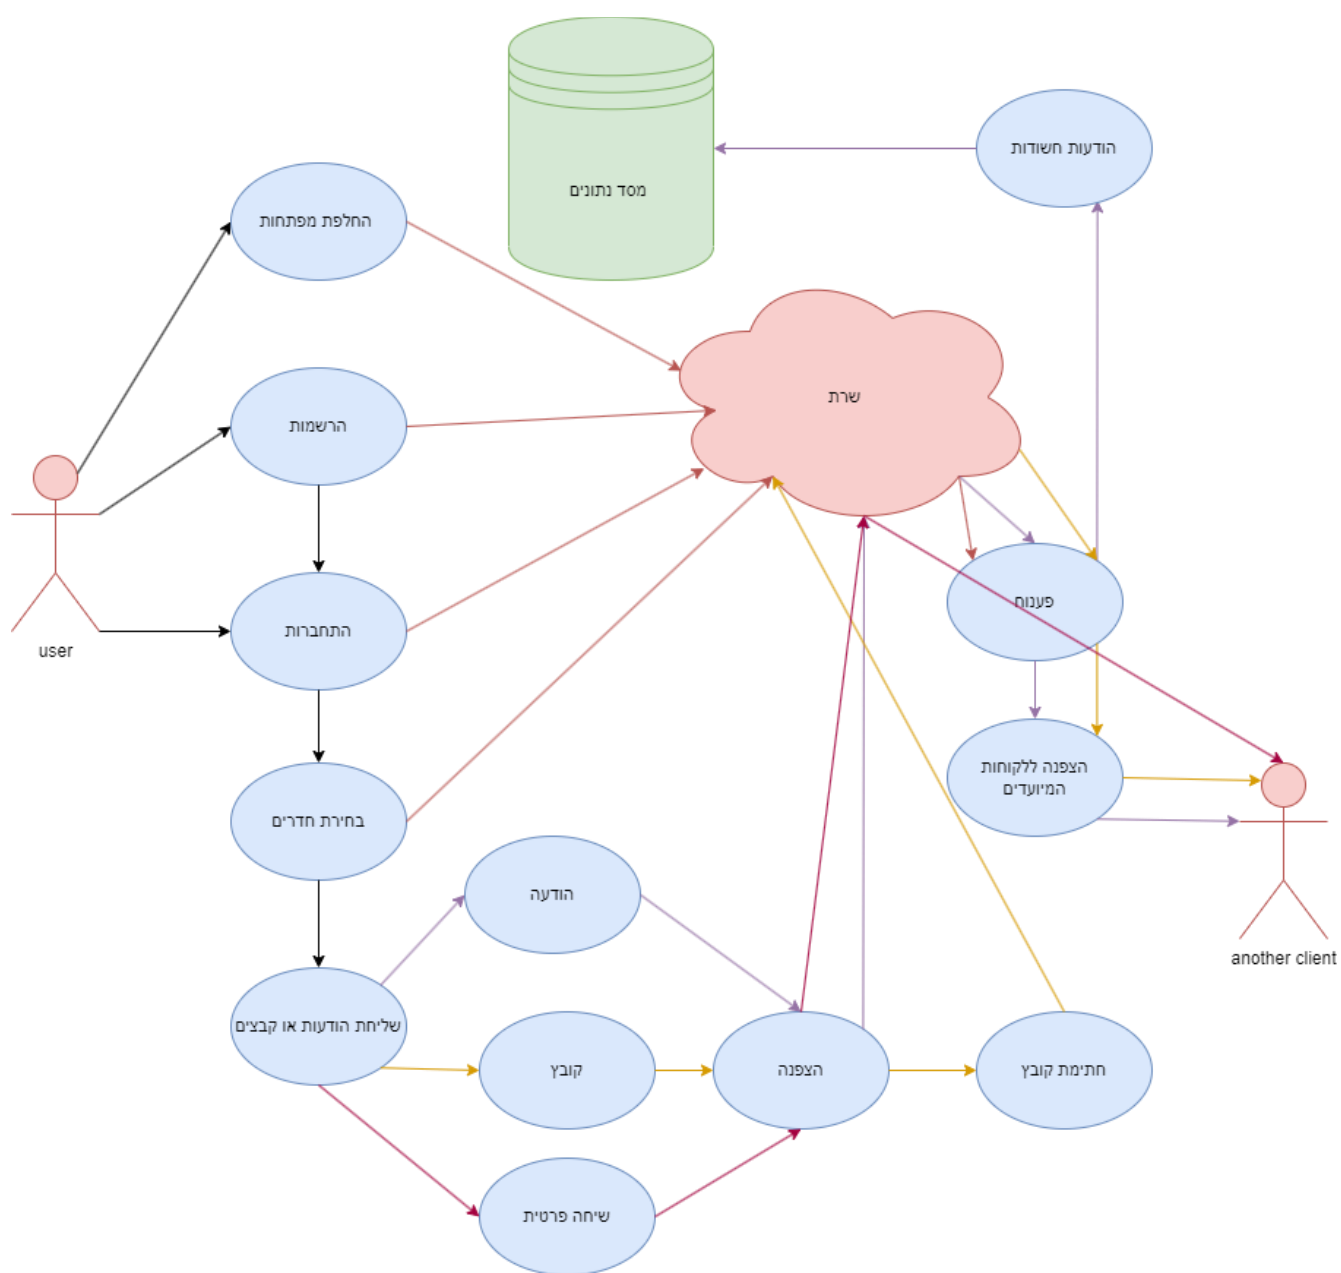 הודעות חשודות
מסד נתונים
החלפת מפתחות
שרת
הרשמות
פענוח
התחברות
user
הצפנה ללקוחות
המיועדים
בחירת חדרים
הודעה
another client
שליחת הודעות או קבצים
קובץ
הצפנה
חתימת קובץ
שיחה פרטית